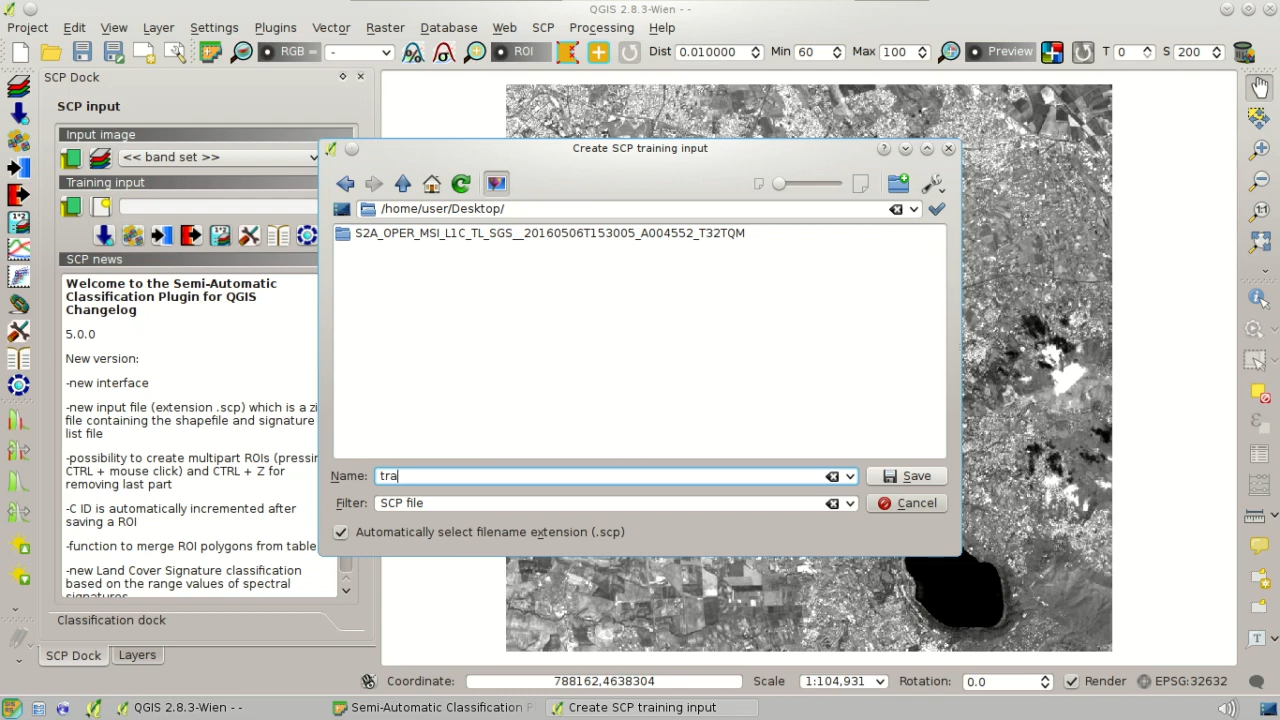 QGIS 2.8.3-Wien - -
Project Edit View Layer Settings Plugins Vector Raster Database Web SCP Processing Help
RGB = - ROI Dist 0.010000 Min 60 Max 100 Preview T 0 S 200
SCP Dock
SCP input
Input image
<< band set >>
Training input
SCP news
Welcome to the Semi-Automatic
Classification Plugin for QGIS
Changelog
5.0.0
New version:
-new interface
-new input file (extension .scp) which is a zi
file containing the shapefile and signature
list file
-possibility to create multipart ROIs (pressin
CTRL + mouse click) and CTRL + Z for
removing last part
-C ID is automatically incremented after
saving a ROI
-function to merge ROI polygons from table
-new Land Cover Signature classification
based on the range values of spectral
signatures
Classification dock
SCP Dock Layers
Create SCP training input
/home/user/Desktop/
S2A_OPER_MSI_L1C_TL_SGS__20160506T153005_A004552_T32TQM
Name: tra Save
Filter: SCP file Cancel
Automatically select filename extension (.scp)
Coordinate: 788162,4638304 Scale 1:104,931 Rotation: 0.0 Render EPSG:32632
QGIS 2.8.3-Wien - - Semi-Automatic Classification P Create SCP training input